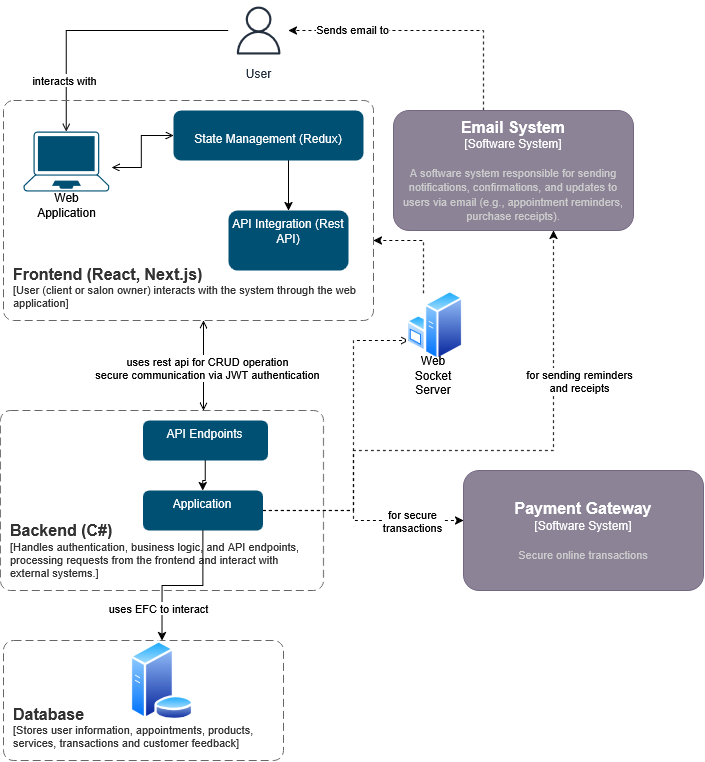 Sends email to
User
interacts with
Email System
[Software System]
A software system responsible for sending
notifications, confirmations, and updates to
users via email (e.g., appointment reminders,
purchase receipts).
State Management (Redux)
Web
Application
API Integration (Rest
API)
Frontend (React, Next.js)
[User (client or salon owner) interacts with the system through the web
application]
Web
Socket
Server
uses rest api for CRUD operation
secure communication via JWT authentication
for sending reminders
and receipts
API Endpoints
Application
Backend (C#)
[Handles authentication, business logic, and API endpoints,
processing requests from the frontend and interact with
external systems.]
for secure
transactions
Payment Gateway
[Software System]
Secure online transactions
uses EFC to interact
Database
[Stores user information, appointments, products,
services, transactions and customer feedback]